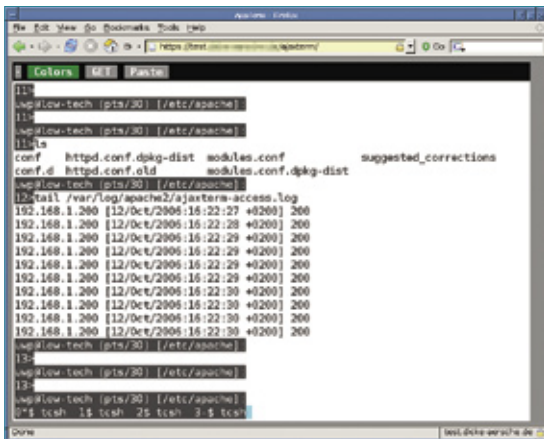 Ajaxterm - Firefox
File Edit View Go Bookmarks Tools Help
/ajaxterm/
Go
Colors GET Paste
11>
uwp@low-tech (pts/30) [/etc/apache]
11>
uwp@low-tech (pts/30) [/etc/apache]
11>ls
conf httpd.conf.dpkg-dist modules.conf suggested_corrections
conf.d httpd.conf.old modules.conf.dpkg-dist
12>tail /var/log/apache2/ajaxterm-access.log
192.168.1.200 [12/Oct/2006:16:22:27 +0200] 200
192.168.1.200 [12/Oct/2006:16:22:28 +0200] 200
192.168.1.200 [12/Oct/2006:16:22:29 +0200] 200
192.168.1.200 [12/Oct/2006:16:22:29 +0200] 200
192.168.1.200 [12/Oct/2006:16:22:29 +0200] 200
192.168.1.200 [12/Oct/2006:16:22:29 +0200] 200
192.168.1.200 [12/Oct/2006:16:22:30 +0200] 200
192.168.1.200 [12/Oct/2006:16:22:30 +0200] 200
192.168.1.200 [12/Oct/2006:16:22:30 +0200] 200
192.168.1.200 [12/Oct/2006:16:22:30 +0200] 200
uwp@low-tech (pts/30) [/etc/apache]
13>
uwp@low-tech (pts/30) [/etc/apache]
13>
uwp@low-tech (pts/30) [/etc/apache]
0*$ tcsh 1$ tcsh 2$ tcsh 3-$ tcsh
Done